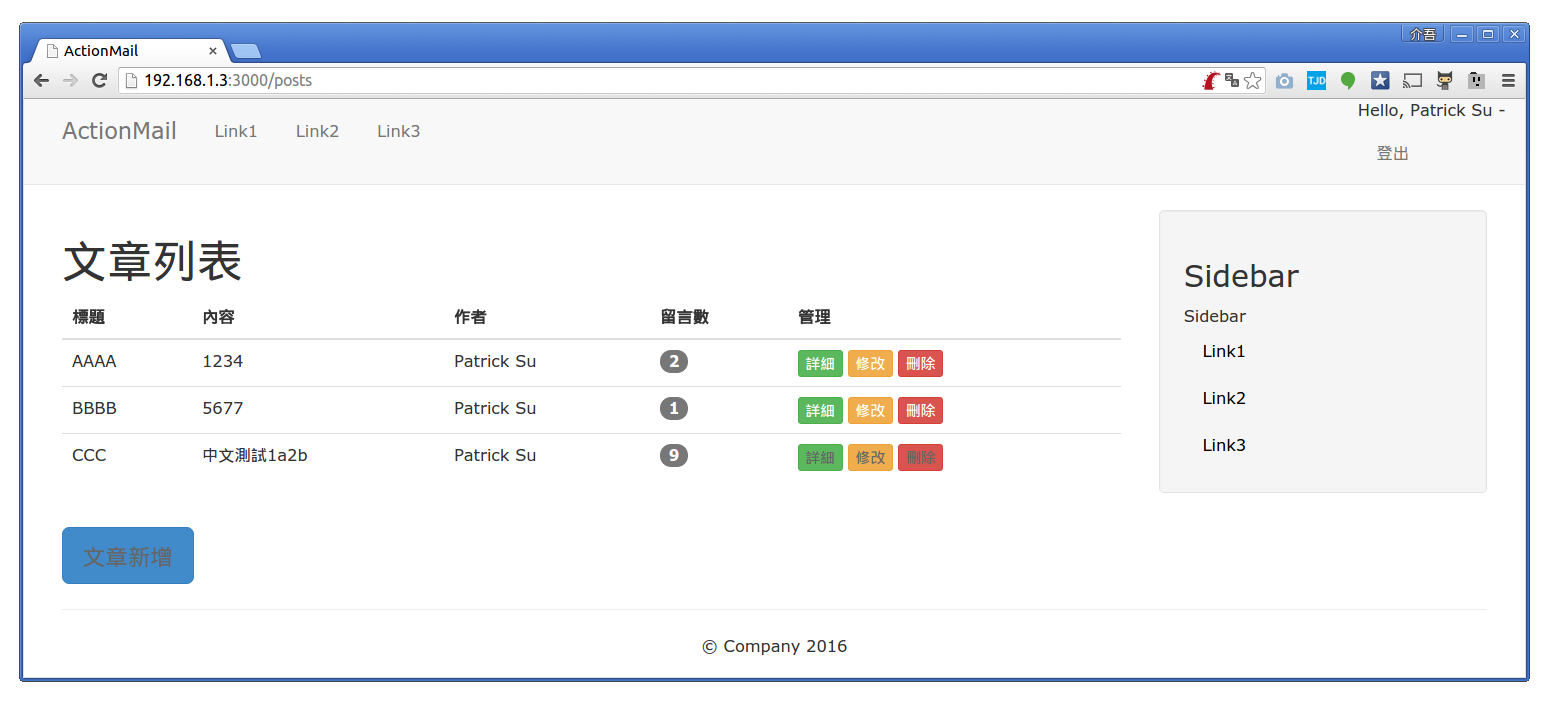 介吾
ActionMail
192.168.1.3:3000/posts
TJD
ActionMail Link1 Link2 Link3
Hello, Patrick Su -
登出
文章列表
標題 內容 作者 留言數 管理
AAAA 1234 Patrick Su 2 詳細 修改 刪除
BBBB 5677 Patrick Su 1 詳細 修改 刪除
CCC 中文測試1a2b Patrick Su 9 詳細 修改 刪除
文章新增
Sidebar
Sidebar
Link1
Link2
Link3
© Company 2016